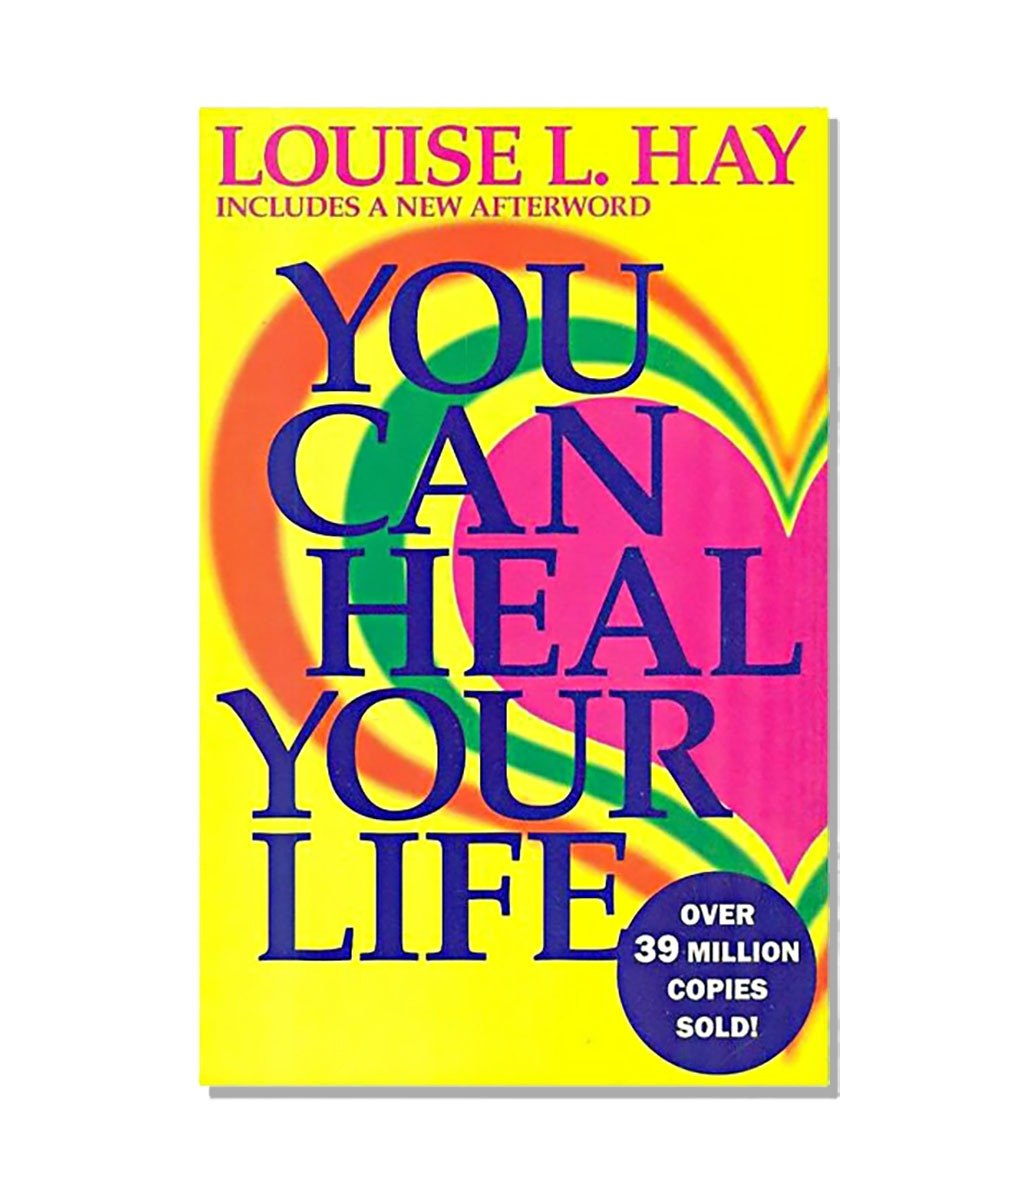 LOUISE L. HAY
INCLUDES A NEW AFTERWORD
YOU
CAN
HEAL
YOUR
LIFE
OVER
39 MILLION
COPIES
SOLD!